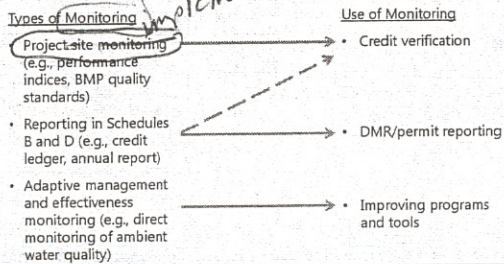 Types of Monitoring
Use of Monitoring
• Project site monitoring
(e.g., performance
indices, BMP quality
standards)
• Credit verification
• Reporting in Schedules
B and D (e.g., credit
ledger, annual report)
• DMR/permit reporting
• Adaptive management
and effectiveness
monitoring (e.g., direct
monitoring of ambient
water quality)
• Improving programs
and tools